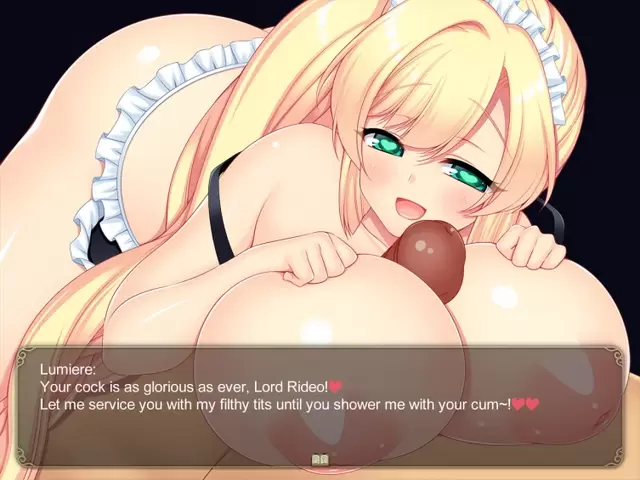 Lumiere:
Your cock is as glorious as ever, Lord Rideo!❤
Let me service you with my filthy tits until you shower me with your cum~!❤❤